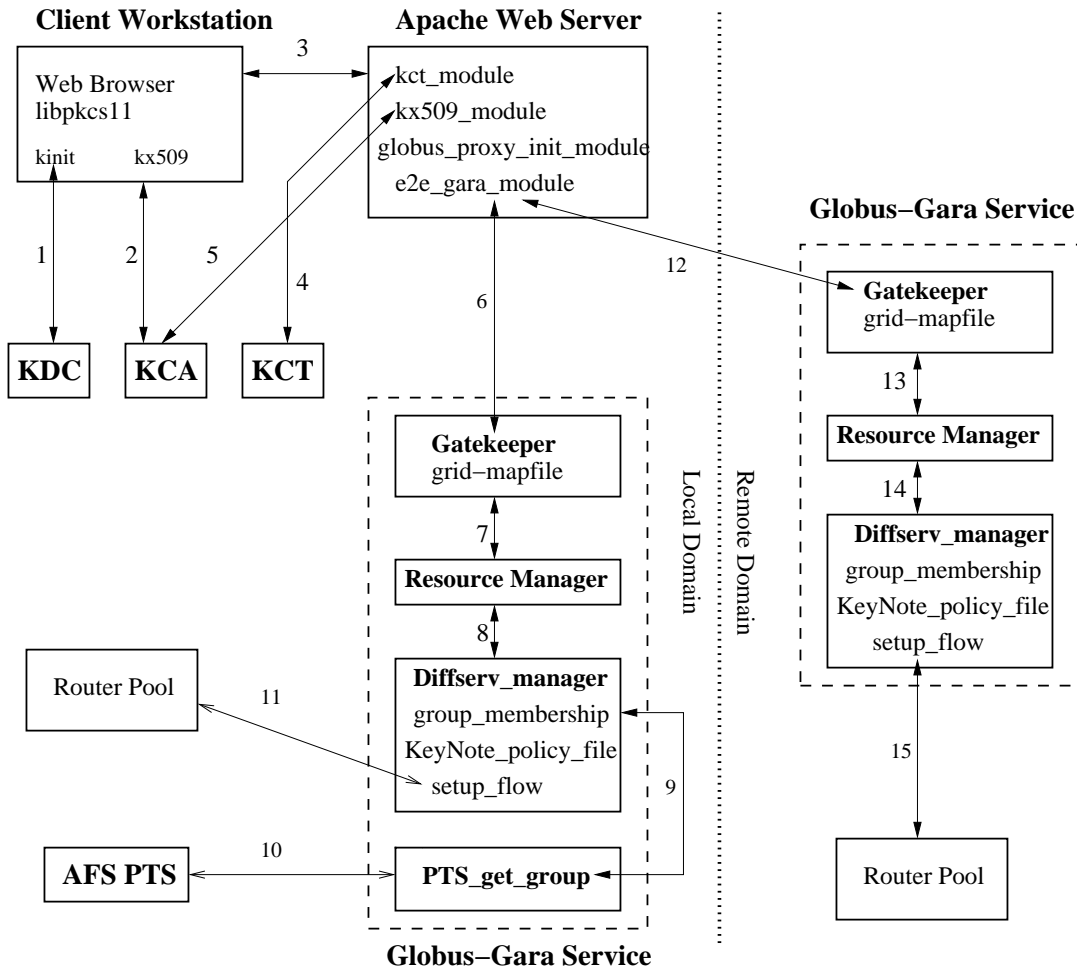 Client Workstation
Apache Web Server
3
Web Browser
libpkcs11
kinit
kx509
kct_module
kx509_module
globus_proxy_init_module
e2e_gara_module
1
2
5
4
6
12
KDC
KCA
KCT
Globus−Gara Service
Gatekeeper
grid−mapfile
13
Resource Manager
14
Diffserv_manager
group_membership
KeyNote_policy_file
setup_flow
15
Router Pool
Local Domain
Remote Domain
Gatekeeper
grid−mapfile
7
Resource Manager
8
Diffserv_manager
group_membership
KeyNote_policy_file
setup_flow
9
Router Pool
11
AFS PTS
10
PTS_get_group
Globus−Gara Service